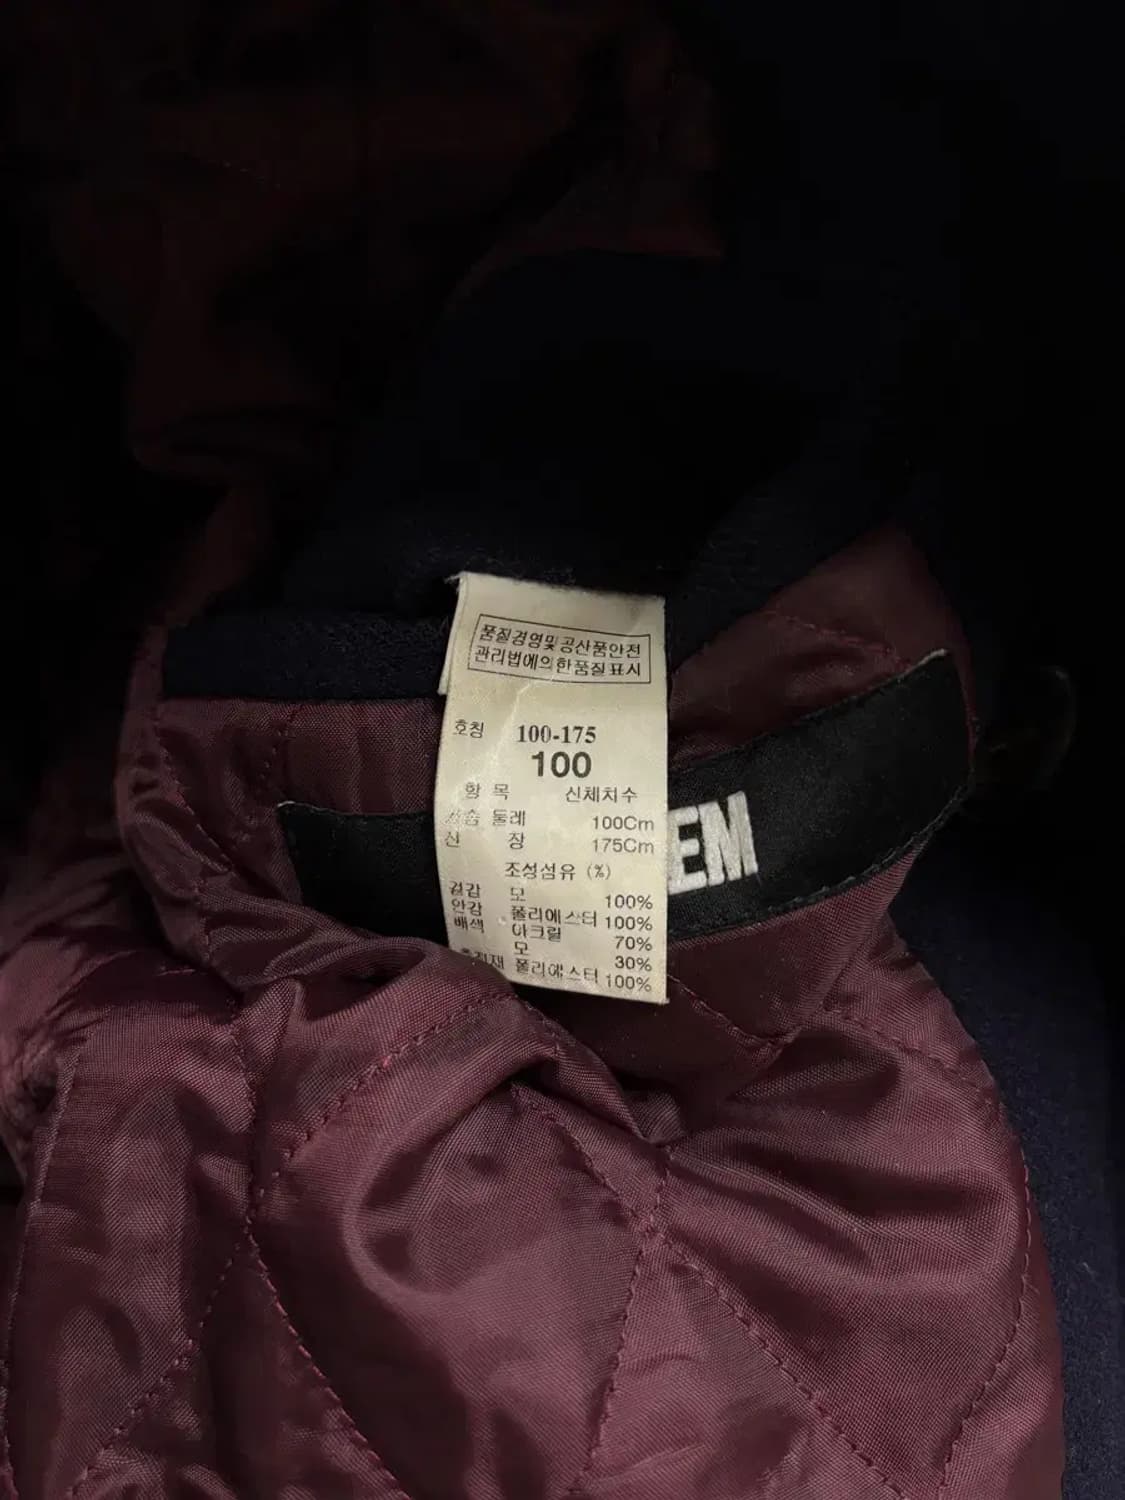 품질경영및공산품안전
관리법에의한품질표시
호칭 100-175
100
항 목 신체치수
가슴 둘레 100Cm
신 장 175Cm
조성섬유 (%)
겉감 모 100%
안감 폴리에스터 100%
배색 아크릴 70%
모 30%
폴리에스터 100%
EM